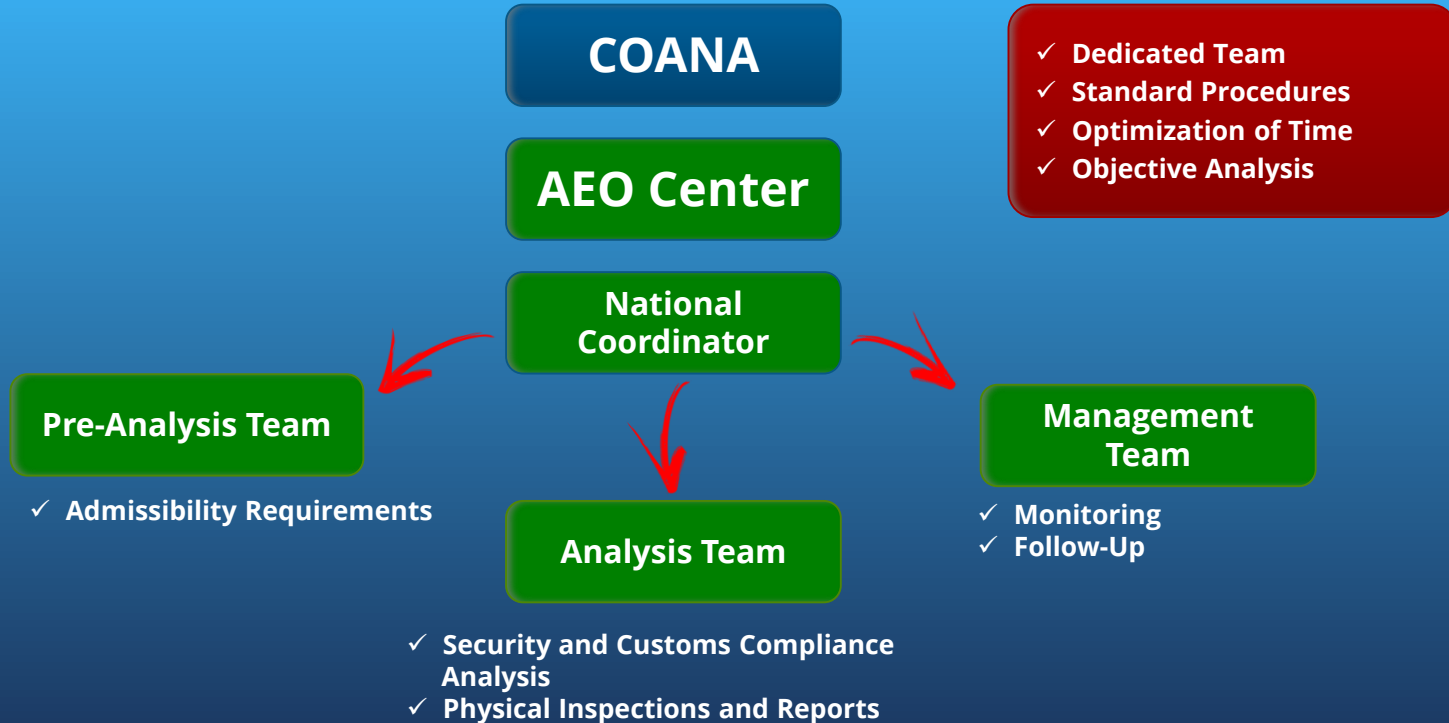 COANA
✓ Dedicated Team
✓ Standard Procedures
✓ Optimization of Time
✓ Objective Analysis
AEO Center
National
Coordinator
Pre-Analysis Team
✓ Admissibility Requirements
Analysis Team
✓ Security and Customs Compliance
Analysis
✓ Physical Inspections and Reports
Management
Team
✓ Monitoring
✓ Follow-Up